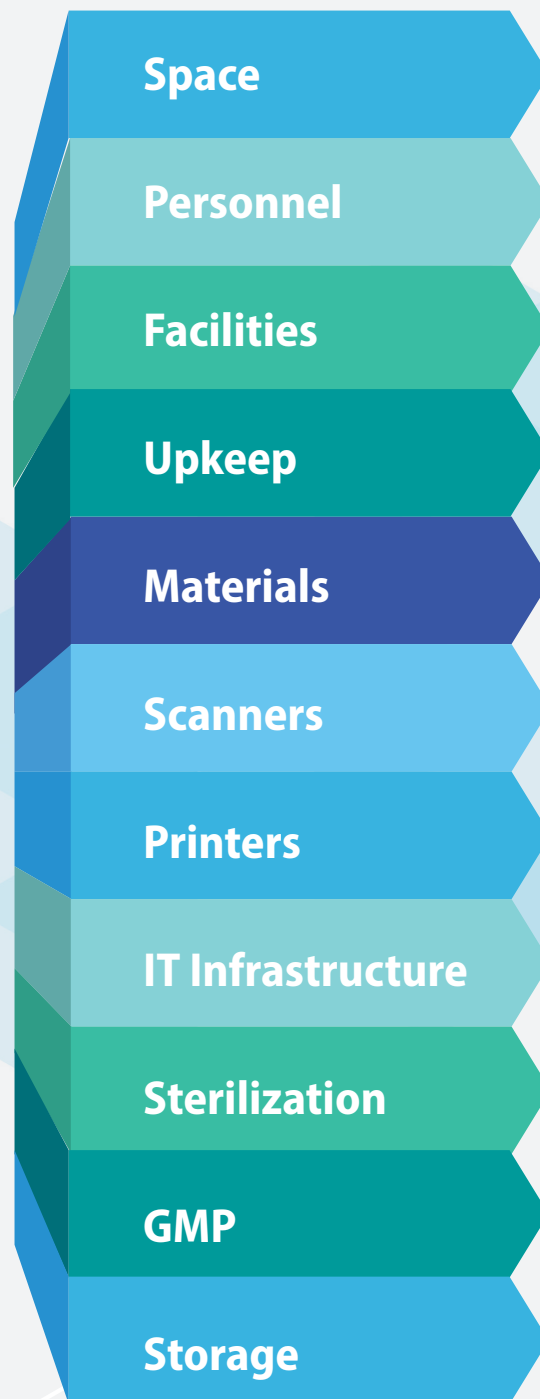 Space
Personnel
Facilities
Upkeep
Materials
Scanners
Printers
IT Infrastructure
Sterilization
GMP
Storage